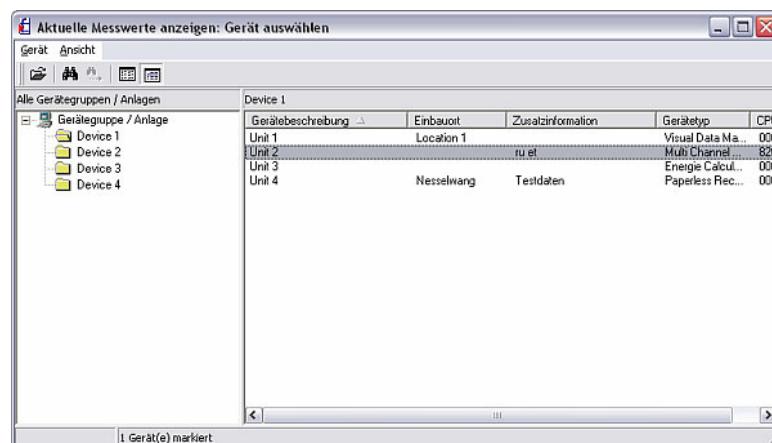 Aktuelle Messwerte anzeigen: Gerät auswählen
Gerät Ansicht
Alle Gerätegruppen / Anlagen
Device 1
Gerätegruppe / Anlage
Device 1
Device 2
Device 3
Device 4
Gerätebeschreibung Einbauort Zusatzinformation Gerätetyp CPU
Unit 1 Location 1 Visual Data Ma...
Unit 2 ru et Multi Channel ...
Unit 3 Energie Calcul...
Unit 4 Nesselwang Testdaten Paperless Rec...
1 Gerät(e) markiert